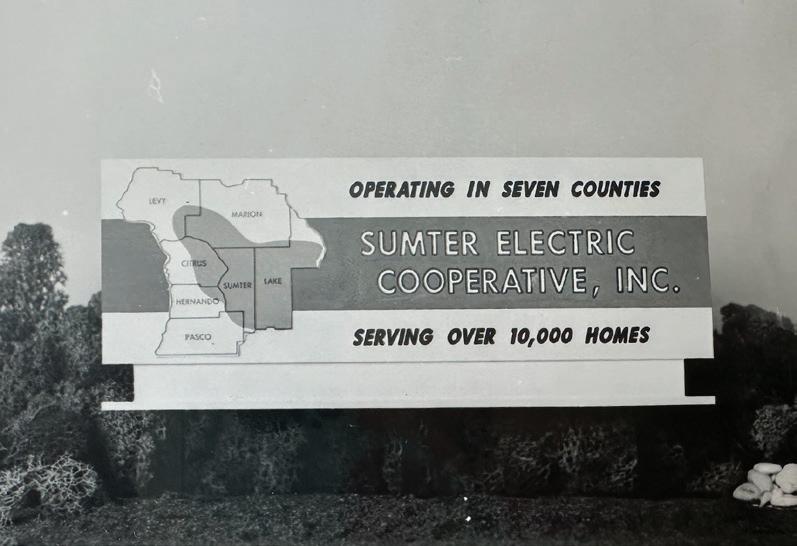 OPERATING IN SEVEN COUNTIES
SUMTER ELECTRIC
COOPERATIVE, INC.
SERVING OVER 10,000 HOMES
LEVY
MARION
CITRUS
SUMTER
LAKE
HERNANDO
PASCO